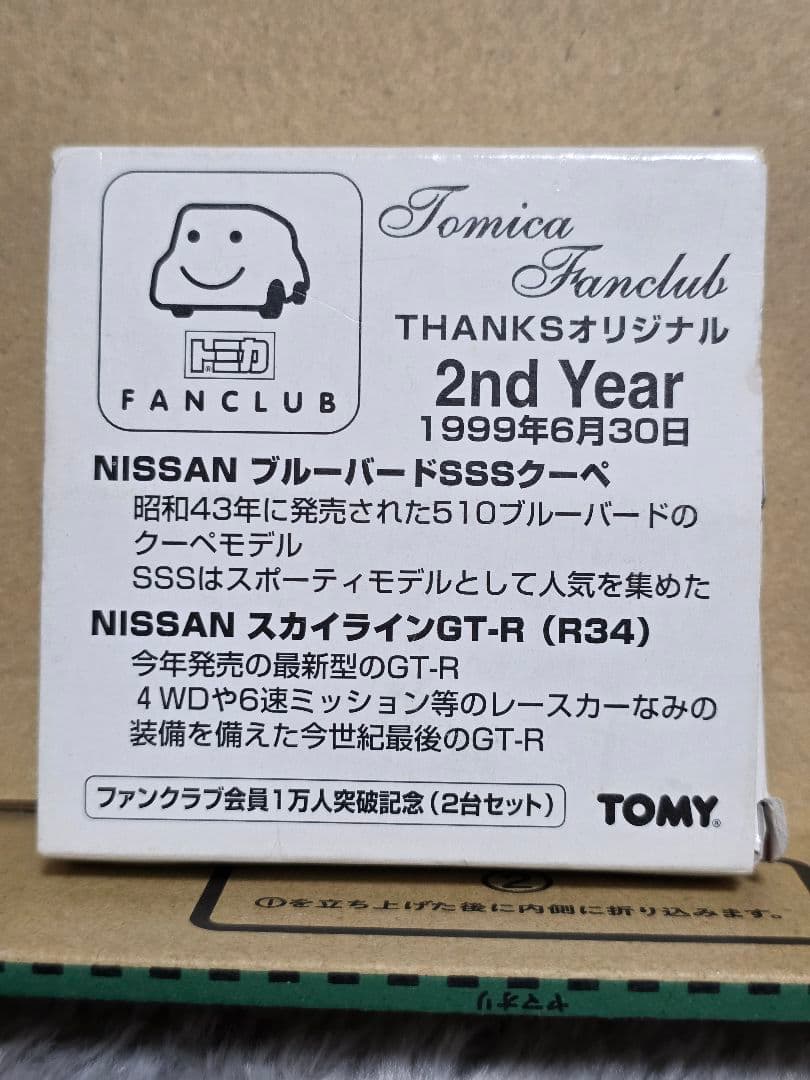 Tomica
Fanclub
トミカ
FANCLUB
THANKSオリジナル
2nd Year
1999年6月30日
NISSAN ブルーバードSSSクーペ
昭和43年に発売された510ブルーバードの
クーペモデル
SSSはスポーティモデルとして人気を集めた
NISSAN スカイラインGT-R（R34）
今年発売の最新型のGT-R
4WDや6速ミッション等のレースカーなみの
装備を備えた今世紀最後のGT-R
ファンクラブ会員1万人突破記念（2台セット）
TOMY®
②
①を立ち上げた後に内側に折り込みます。
ヤマオリ